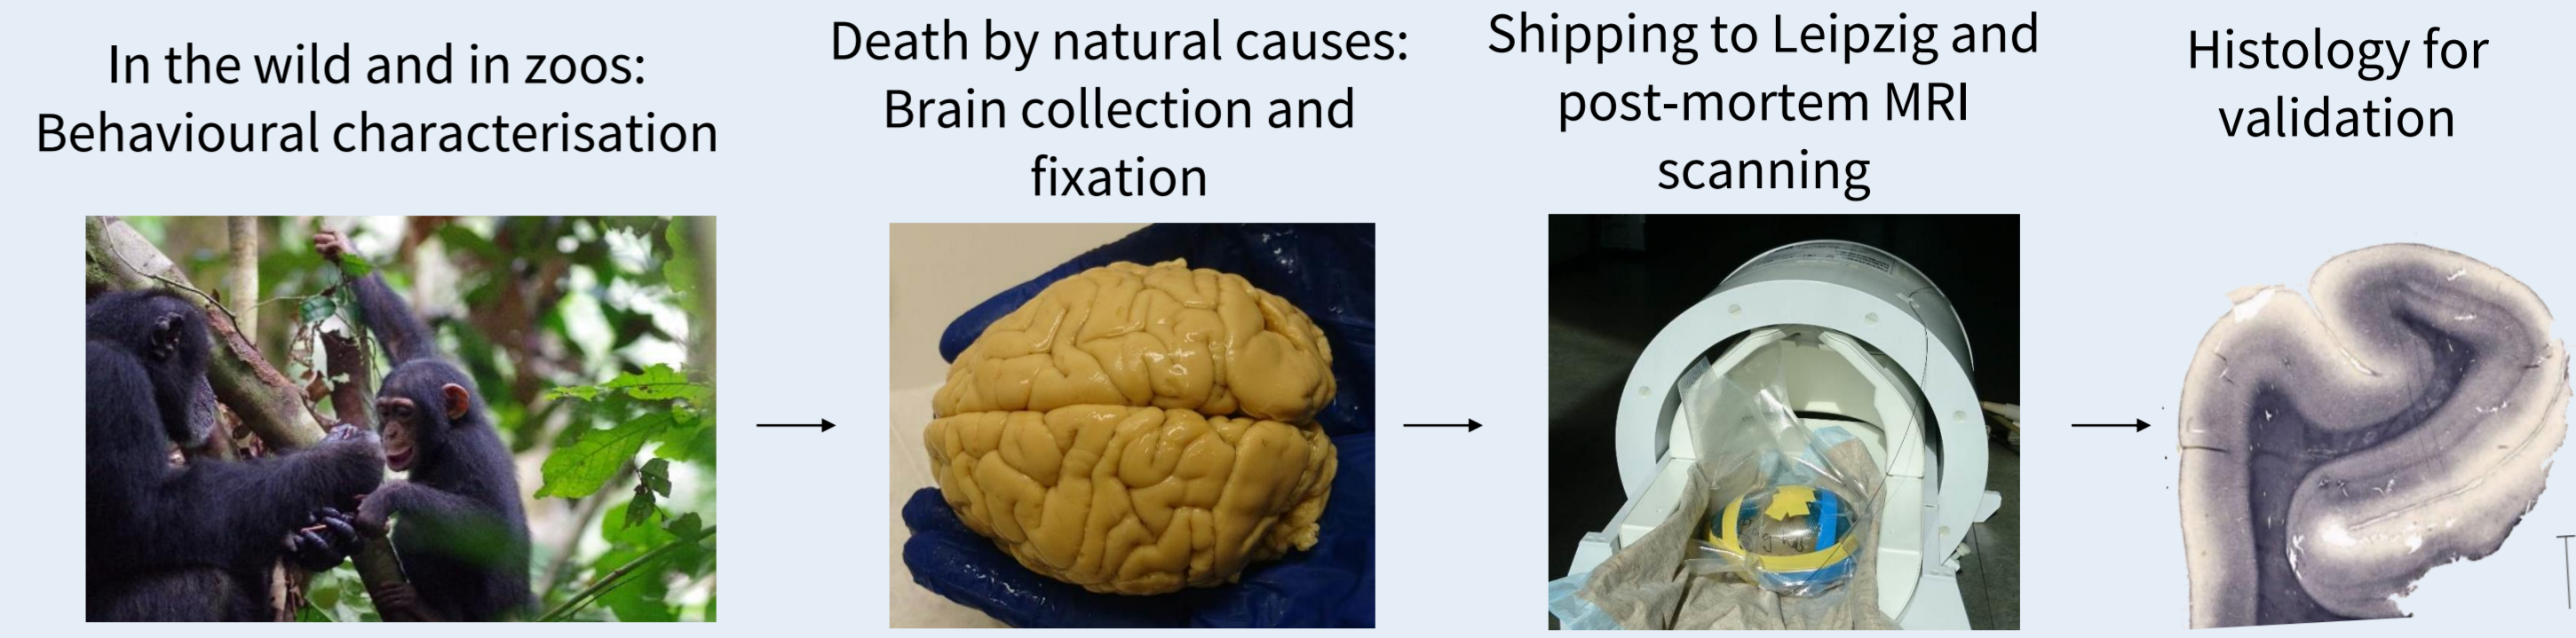 In the wild and in zoos:
Behavioural characterisation
Death by natural causes:
Brain collection and
fixation
Shipping to Leipzig and
post-mortem MRI
scanning
Histology for
validation